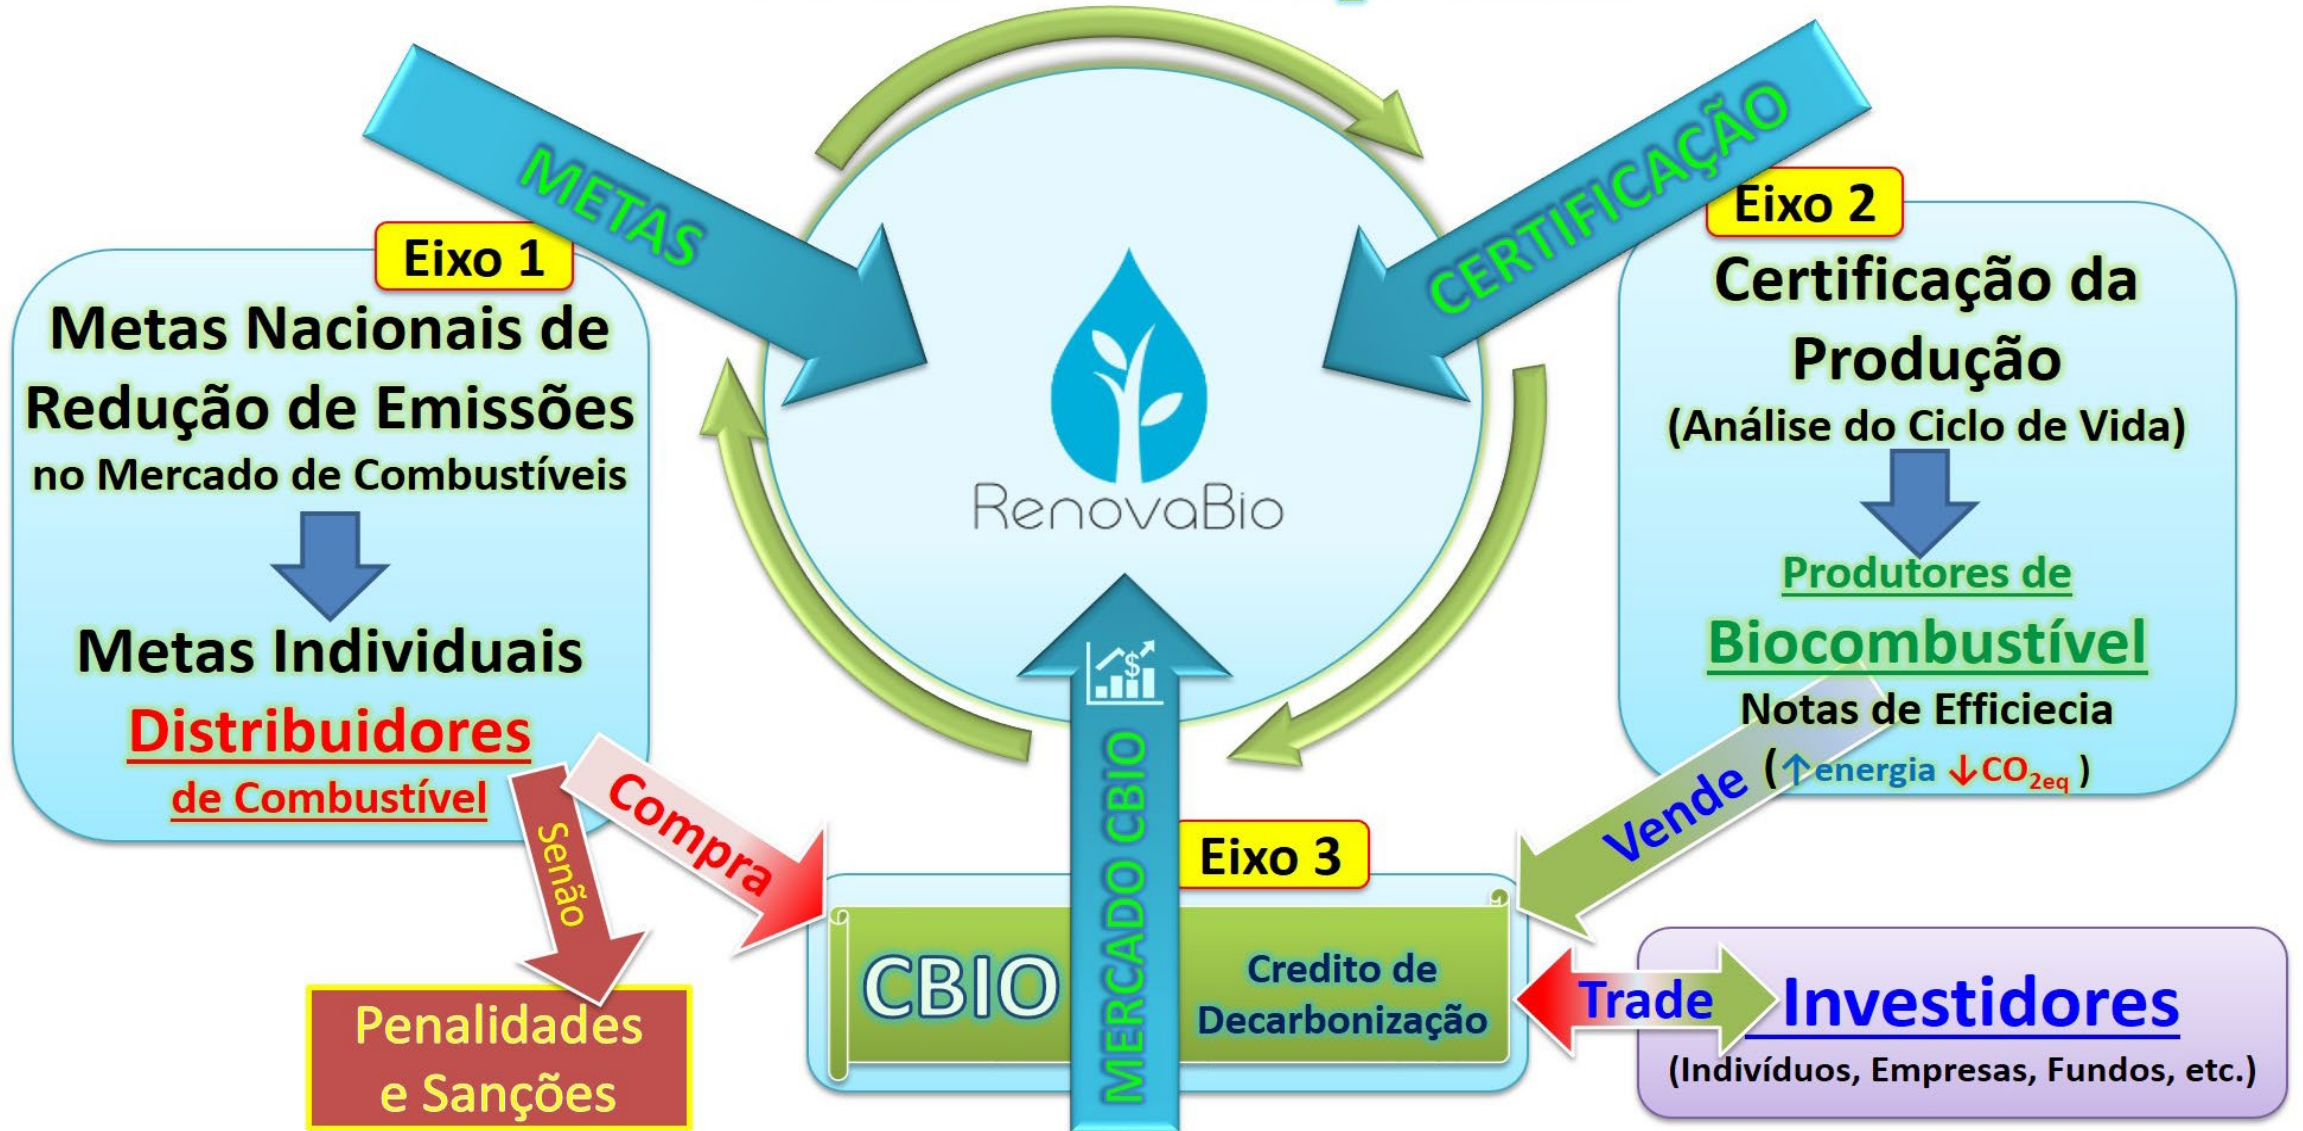 METAS
CERTIFICAÇÃO
Eixo 1
Metas Nacionais de
Redução de Emissões
no Mercado de Combustíveis
Metas Individuais
Distribuidores
de Combustível
RenovaBio
Eixo 2
Certificação da
Produção
(Análise do Ciclo de Vida)
Produtores de
Biocombustível
Notas de Efficiecia
(↑energia ↓CO2eq )
Senão
Compra
Vende
MERCADO CBIO
$
Eixo 3
CBIO
Credito de
Decarbonização
Trade
Investidores
(Indivíduos, Empresas, Fundos, etc.)
Penalidades
e Sanções